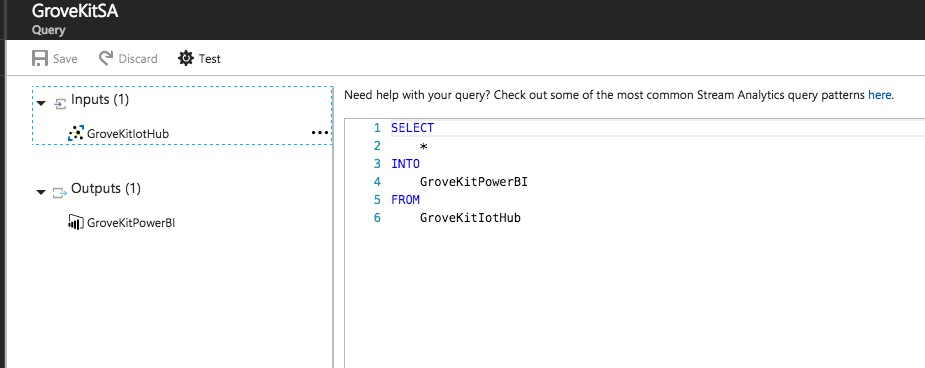 GroveKitSA
Query
Save Discard Test
Inputs (1)
GroveKitIotHub
Outputs (1)
GroveKitPowerBI
Need help with your query? Check out some of the most common Stream Analytics query patterns here.
1 SELECT
2 *
3 INTO
4 GroveKitPowerBI
5 FROM
6 GroveKitIotHub